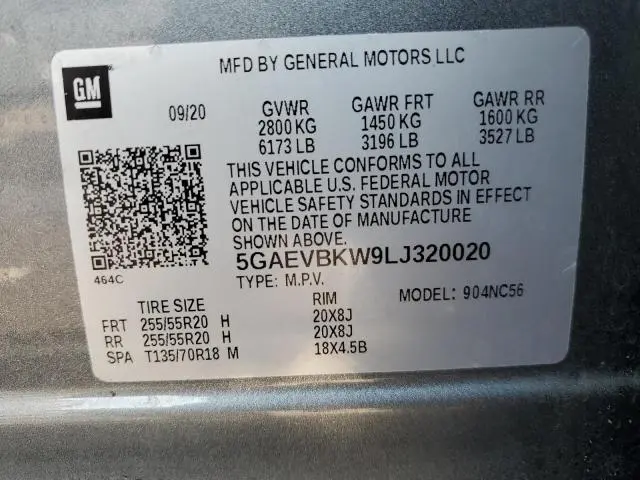 GM
MFD BY GENERAL MOTORS LLC
09/20 GVWR GAWR FRT GAWR RR
2800 KG 1450 KG 1600 KG
6173 LB 3196 LB 3527 LB
THIS VEHICLE CONFORMS TO ALL
APPLICABLE U.S. FEDERAL MOTOR
VEHICLE SAFETY STANDARDS IN EFFECT
ON THE DATE OF MANUFACTURE
SHOWN ABOVE.
464C
5GAEVBKW9LJ320020
TYPE: M.P.V. MODEL: 904NC56
TIRE SIZE RIM
FRT 255/55R20 H 20X8J
RR 255/55R20 H 20X8J
SPA T135/70R18 M 18X4.5B